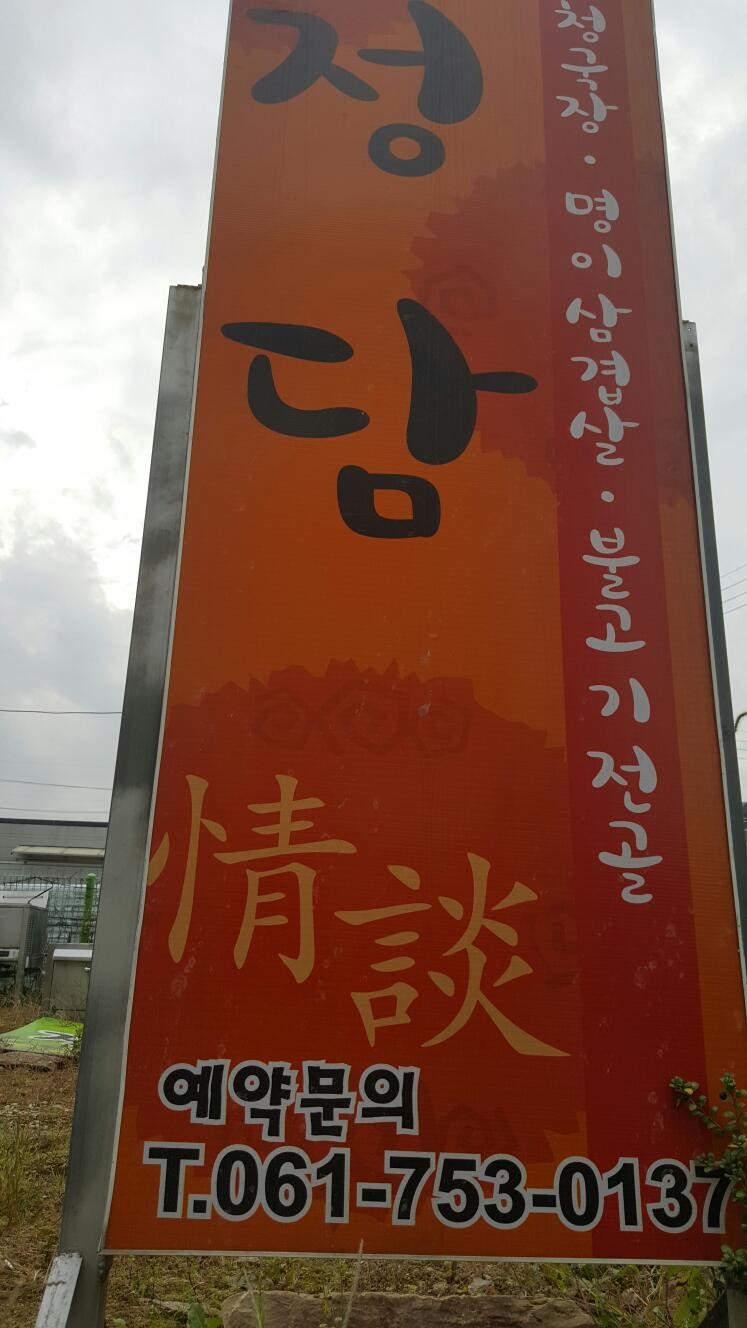 정담
청국장·명이삼겹살·불고기전골
情談
예약문의
T.061-753-0137